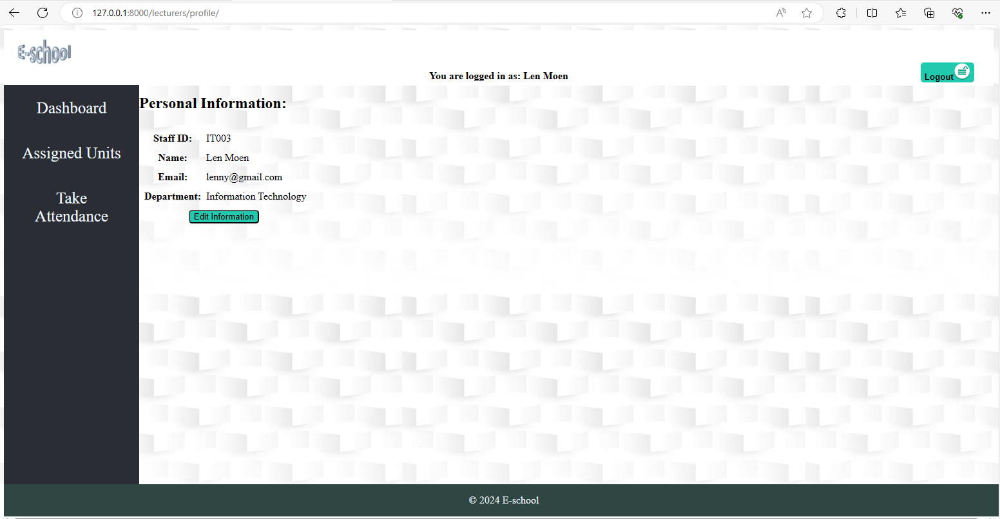 127.0.0.1:8000/lecturers/profile/
E-school
You are logged in as: Len Moen
Logout
Dashboard
Assigned Units
Take
Attendance
Personal Information:
Staff ID: IT003
Name: Len Moen
Email: lenny@gmail.com
Department: Information Technology
Edit Information
© 2024 E-school